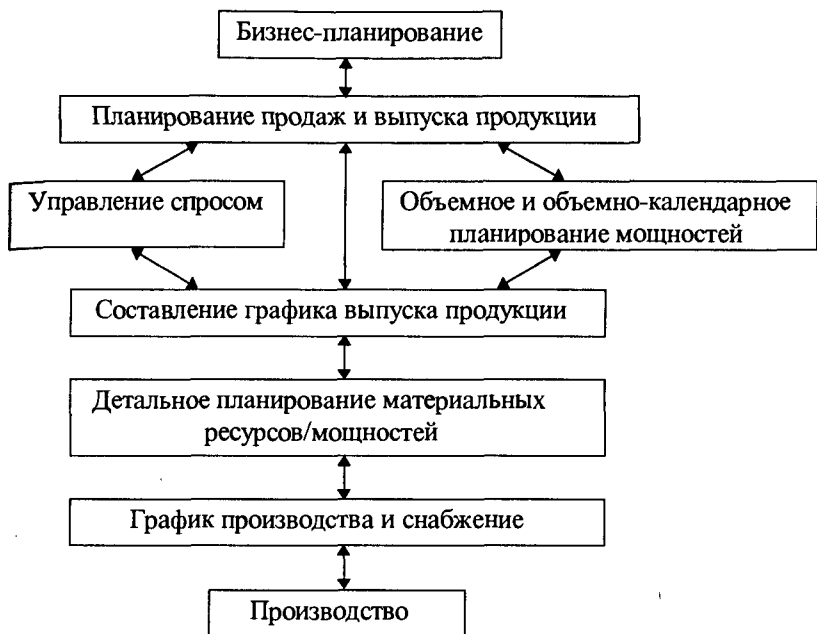 Бизнес-планирование
Планирование продаж и выпуска продукции
Управление спросом
Объемное и объемно-календарное
планирование мощностей
Составление графика выпуска продукции
Детальное планирование материальных
ресурсов/мощностей
График производства и снабжение
Производство